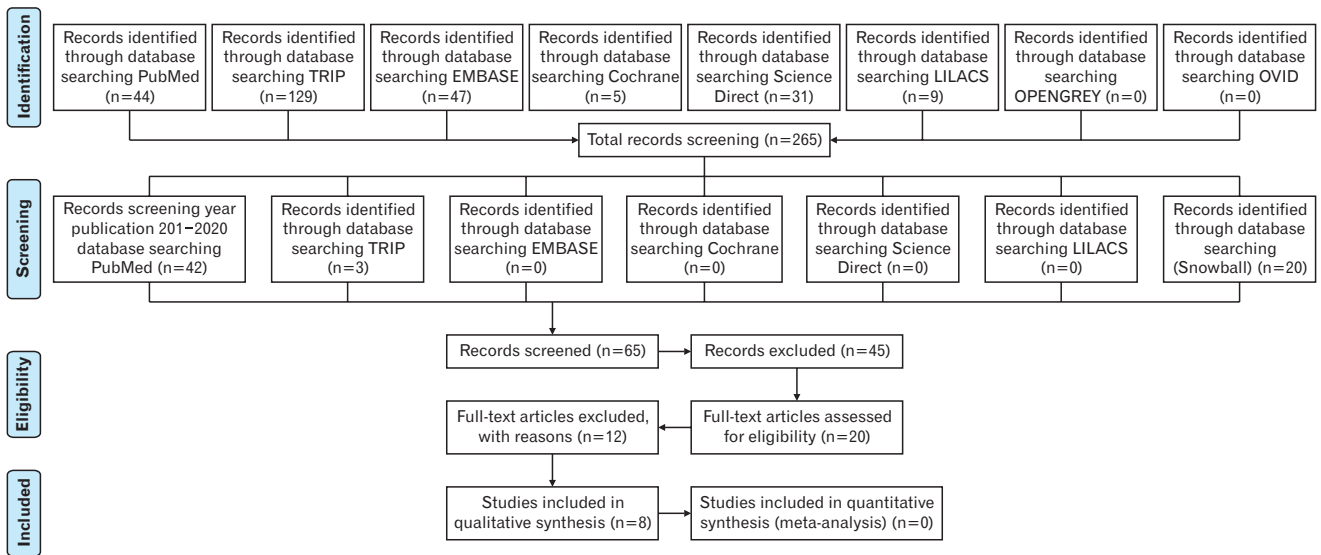 Identification
Records identified
through database
searching PubMed
(n=44)
Records identified
through database
searching TRIP
(n=129)
Records identified
through database
searching EMBASE
(n=47)
Records identified
through database
searching Cochrane
(n=5)
Records identified
through database
searching Science
Direct (n=31)
Records identified
through database
searching LILACS
(n=9)
Records identified
through database
searching
OPENGREY (n=0)
Records identified
through database
searching OVID
(n=0)
Total records screening (n=265)
Screening
Records screening year
publication 201–2020
database searching
PubMed (n=42)
Records identified
through database
searching TRIP
(n=3)
Records identified
through database
searching EMBASE
(n=0)
Records identified
through database
searching Cochrane
(n=0)
Records identified
through database
searching Science
Direct (n=0)
Records identified
through database
searching LILACS
(n=0)
Records identified
through database
searching
(Snowball) (n=20)
Eligibility
Records screened (n=65)
Records excluded (n=45)
Full-text articles excluded,
with reasons (n=12)
Full-text articles assessed
for eligibility (n=20)
Included
Studies included in
qualitative synthesis (n=8)
Studies included in quantitative
synthesis (meta-analysis) (n=0)